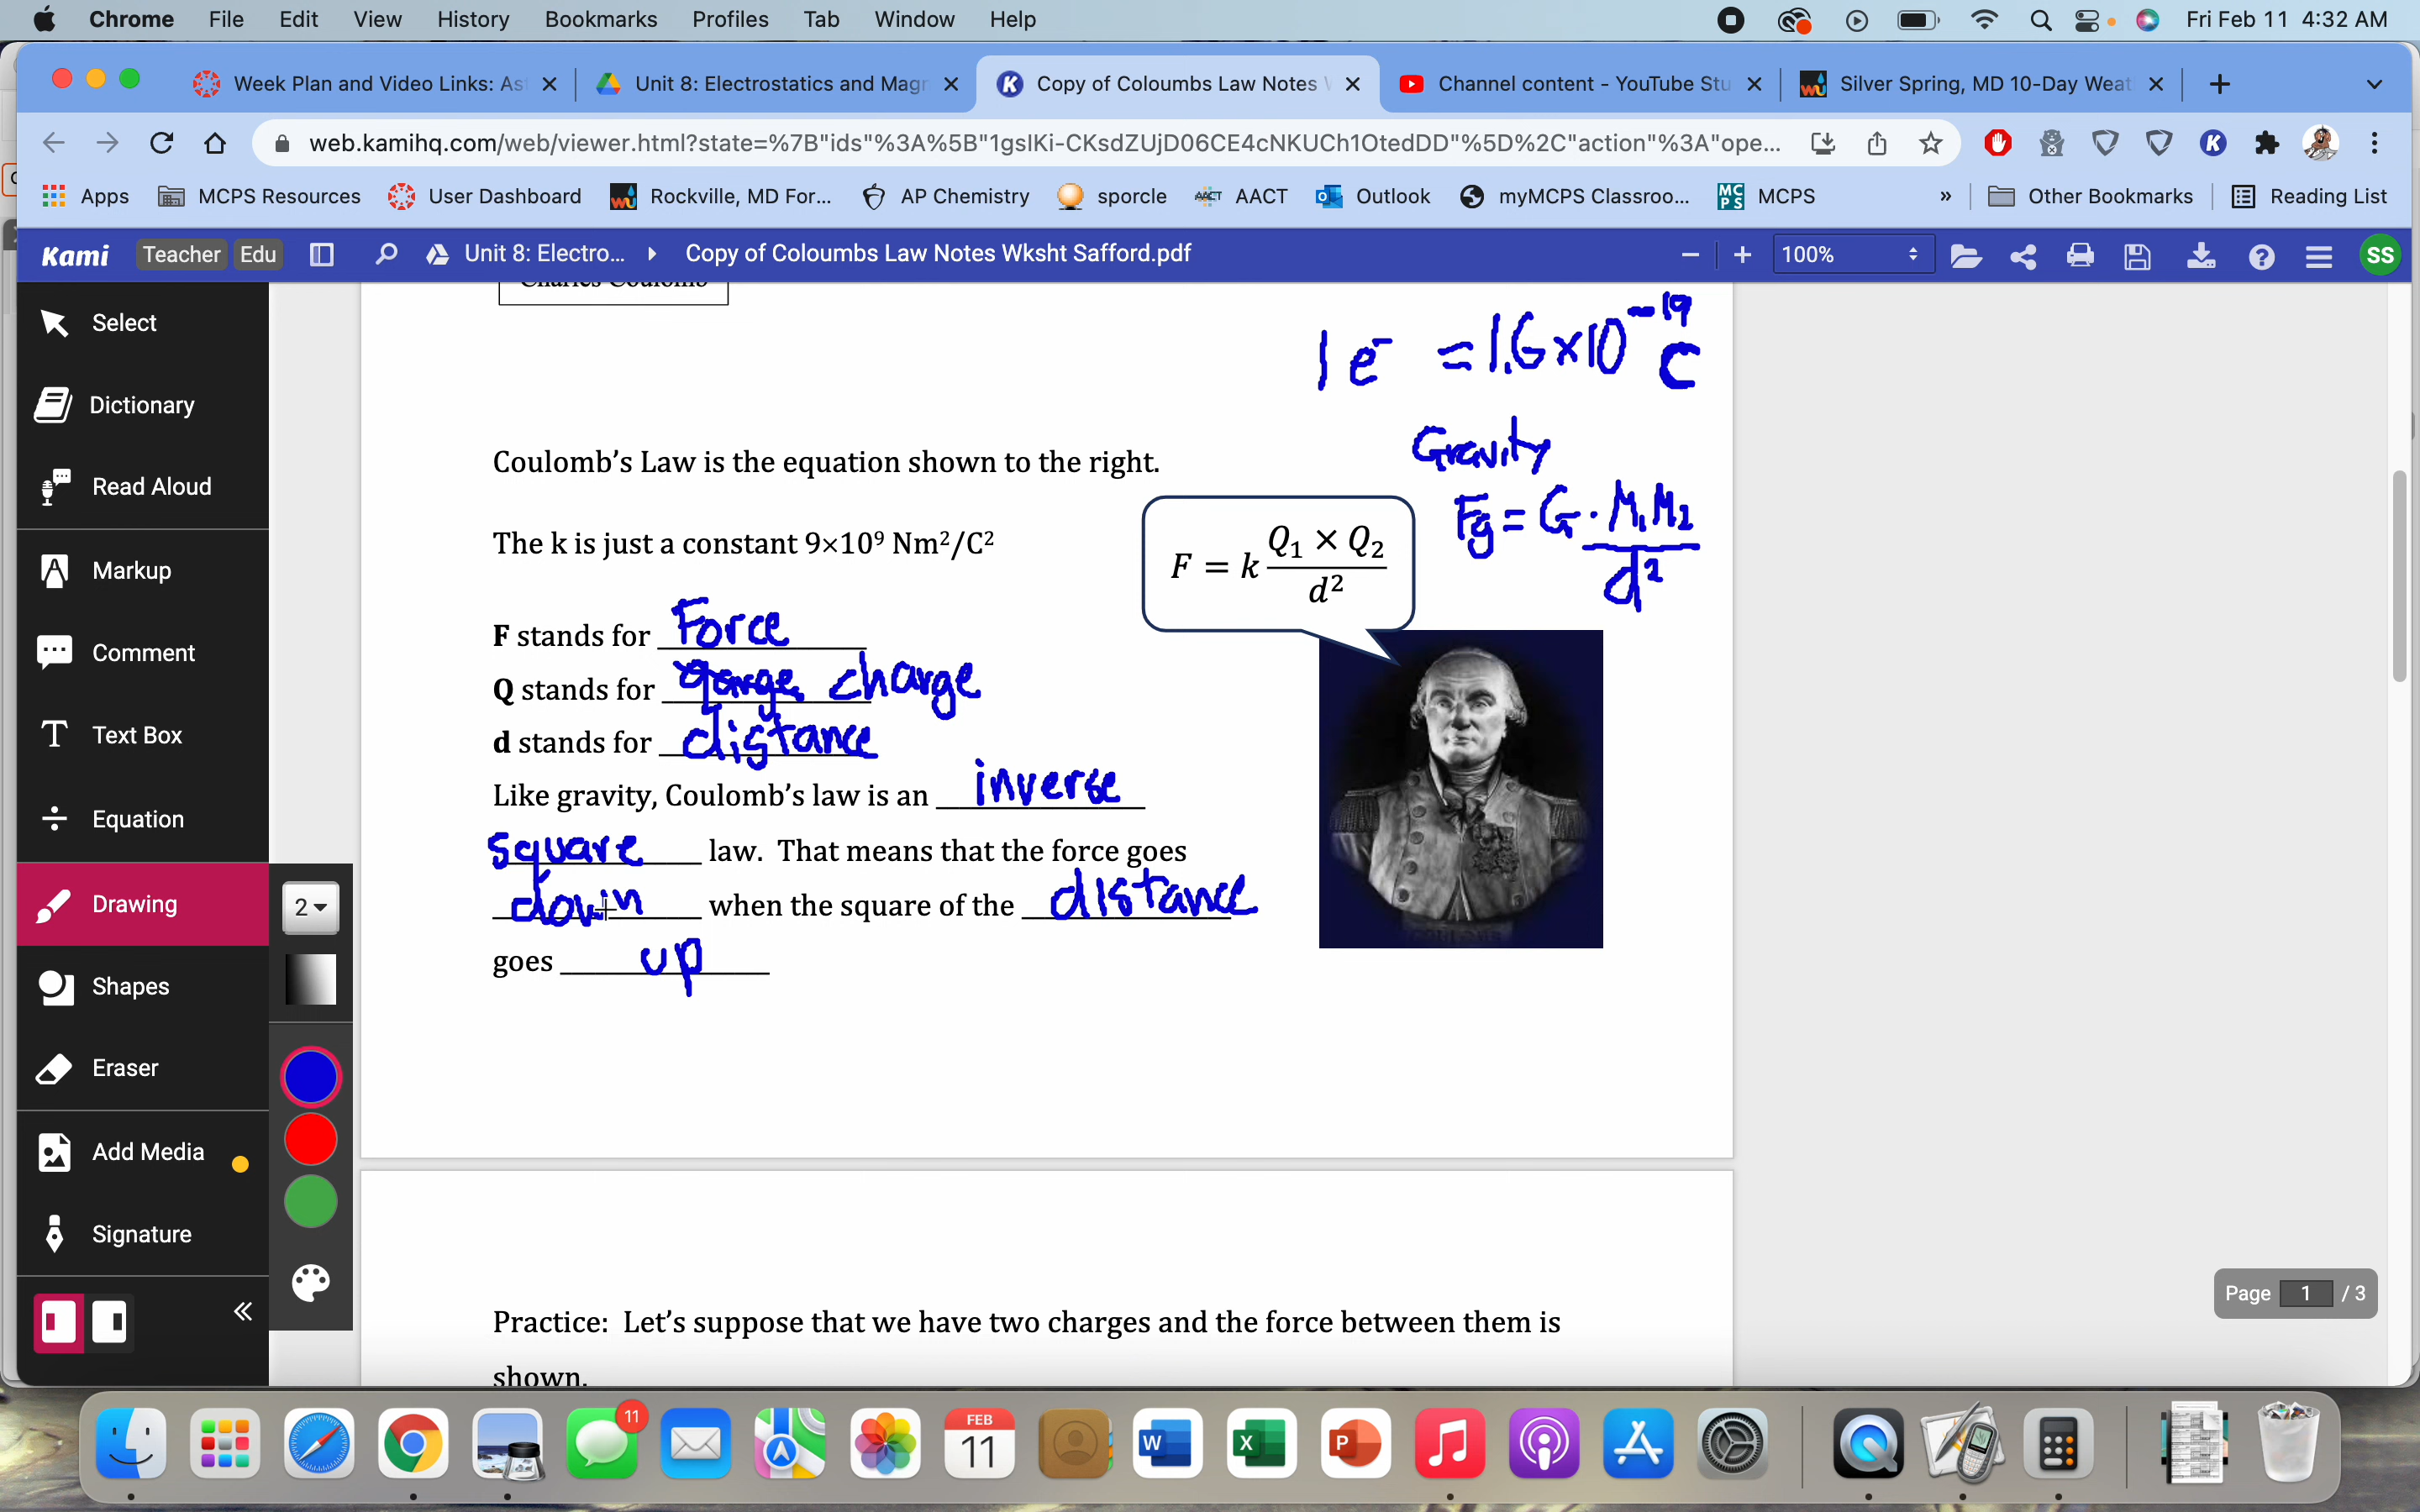 Chrome File Edit View History Bookmarks Profiles Tab Window Help Fri Feb 11 4:32 AM
Week Plan and Video Links: As Unit 8: Electrostatics and Magn Copy of Coloumbs Law Notes W Channel content - YouTube Stu Silver Spring, MD 10-Day Weat
web.kamihq.com/web/viewer.html?state=%7B"ids"%3A%5B"1gslKi-CKsdZUjD06CE4cNKUCh1OtedDD"%5D%2C"action"%3A"ope...
Apps MCPS Resources User Dashboard Rockville, MD For... AP Chemistry sporcle AACT Outlook myMCPS Classroo... MCPS » Other Bookmarks Reading List
Kami Teacher Edu Unit 8: Electro... Copy of Coloumbs Law Notes Wksht Safford.pdf − + 100% SS
Select
Dictionary
Read Aloud
Markup
Comment
Text Box
Equation
Drawing
Shapes
Eraser
Add Media
Signature
2
Charles Coulomb
1 e⁻ = 1.6×10⁻¹⁹ C
Coulomb's Law is the equation shown to the right.
Gravity
Fg = G · M₁M₂ / d²
The k is just a constant 9×10⁹ Nm²/C²
F = k Q₁ × Q₂ / d²
F stands for Force
Q stands for charge
d stands for distance
Like gravity, Coulomb's law is an inverse
square law. That means that the force goes
down when the square of the distance
goes up
Practice: Let's suppose that we have two charges and the force between them is
shown.
Page 1 / 3
11
FEB
11
W
X
P